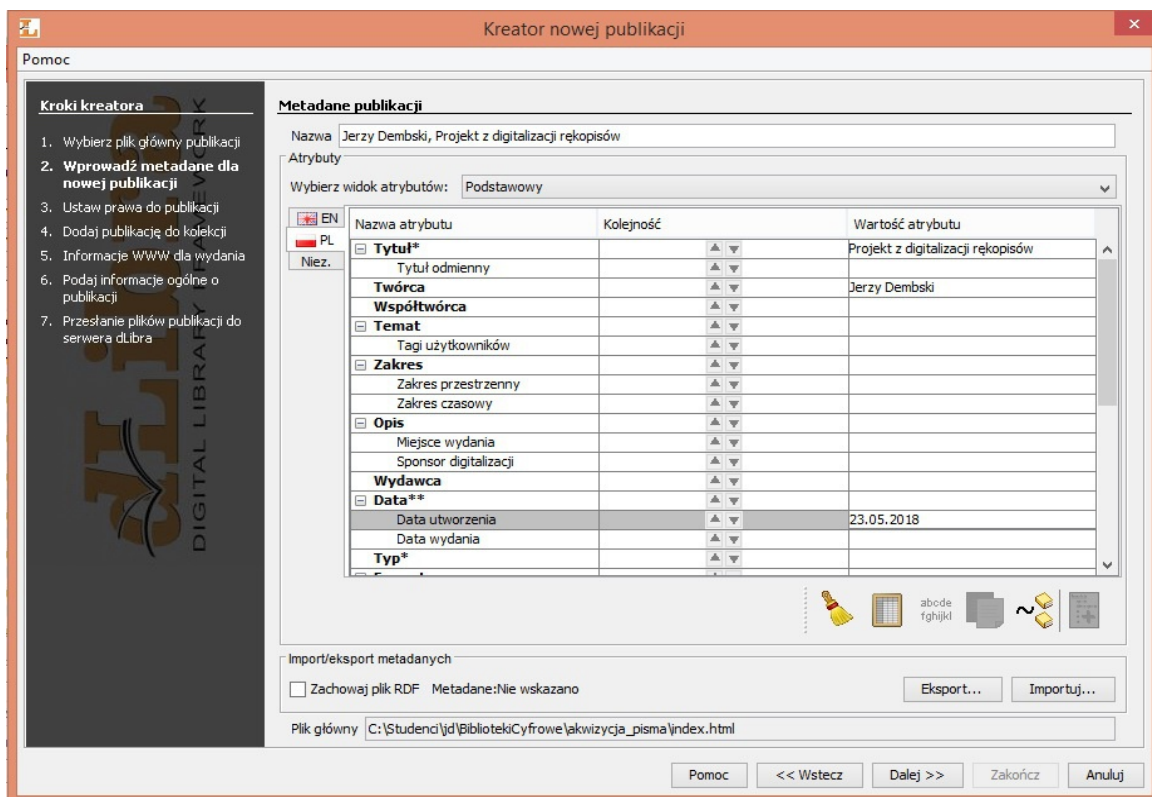 Kreator nowej publikacji
Pomoc
Kroki kreatora
1. Wybierz plik główny publikacji
2. Wprowadź metadane dla
nowej publikacji
3. Ustaw prawa do publikacji
4. Dodaj publikację do kolekcji
5. Informacje WWW dla wydania
6. Podaj informacje ogólne o
publikacji
7. Przesłanie plików publikacji do
serwera dLibra
dLibra
DIGITAL LIBRARY FRAMEWORK
Metadane publikacji
Nazwa Jerzy Dembski, Projekt z digitalizacji rękopisów
Atrybuty
Wybierz widok atrybutów: Podstawowy
EN
PL
Niez.
Nazwa atrybutu Kolejność Wartość atrybutu
Tytuł* Projekt z digitalizacji rękopisów
Tytuł odmienny
Twórca Jerzy Dembski
Współtwórca
Temat
Tagi użytkowników
Zakres
Zakres przestrzenny
Zakres czasowy
Opis
Miejsce wydania
Sponsor digitalizacji
Wydawca
Data**
Data utworzenia 23.05.2018
Data wydania
Typ*
abcde
fghijkl
Import/eksport metadanych
Zachowaj plik RDF Metadane:Nie wskazano Eksport... Importuj...
Plik główny C:\Studenci\jd\BibliotekiCyfrowe\akwizycja_pisma\index.html
Pomoc << Wstecz Dalej >> Zakończ Anuluj